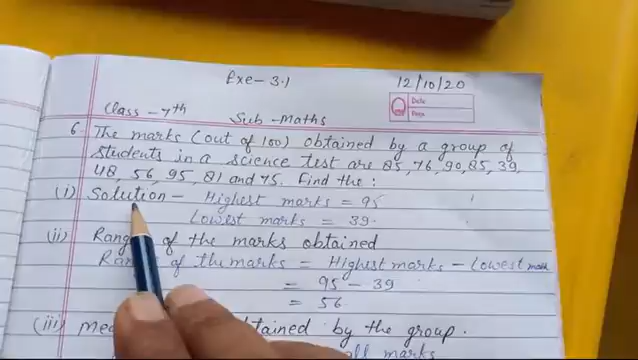 Exe-3.1
12/10/20
Class-7th
Sub-Maths
Date
Page
6. The marks (out of 100) obtained by a group of
students in a science test are 85, 76, 90, 85, 39,
48, 56, 95, 81 and 75. Find the :
(i) Solution - Highest marks = 95
Lowest marks = 39.
(ii) Range of the marks obtained
of the marks = Highest marks - Lowest
= 95 - 39
= 56.
(iii) obtained by the group.
all marks